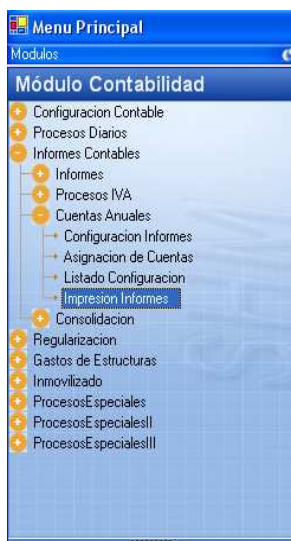 Menu Principal
Modulos
Módulo Contabilidad
Configuracion Contable
Procesos Diarios
Informes Contables
Informes
Procesos IVA
Cuentas Anuales
Configuracion Informes
Asignacion de Cuentas
Listado Configuracion
Impresion Informes
Consolidacion
Regularizacion
Gastos de Estructuras
Inmovilizado
ProcesosEspeciales
ProcesosEspecialesII
ProcesosEspecialesIII